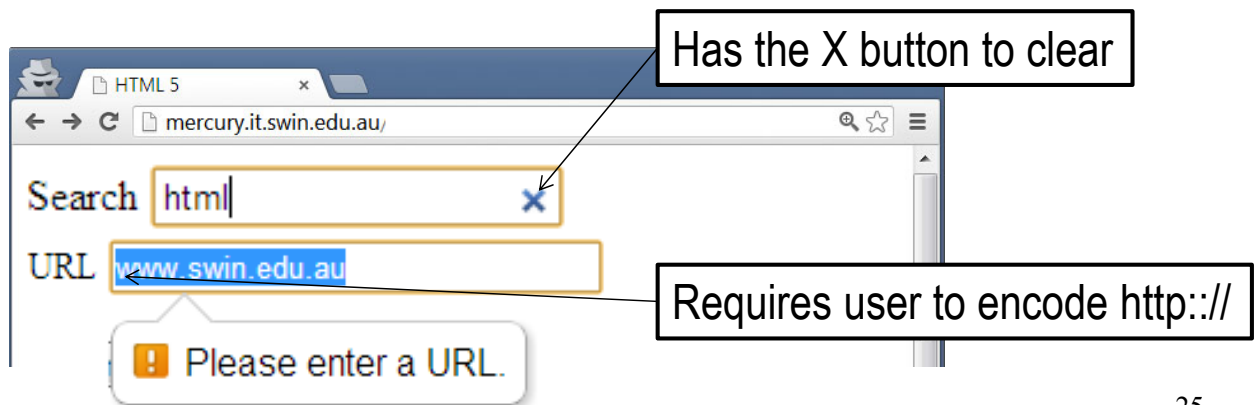 Has the X button to clear
HTML 5
mercury.it.swin.edu.au/
Search html
URL www.swin.edu.au
Requires user to encode http:://
Please enter a URL.